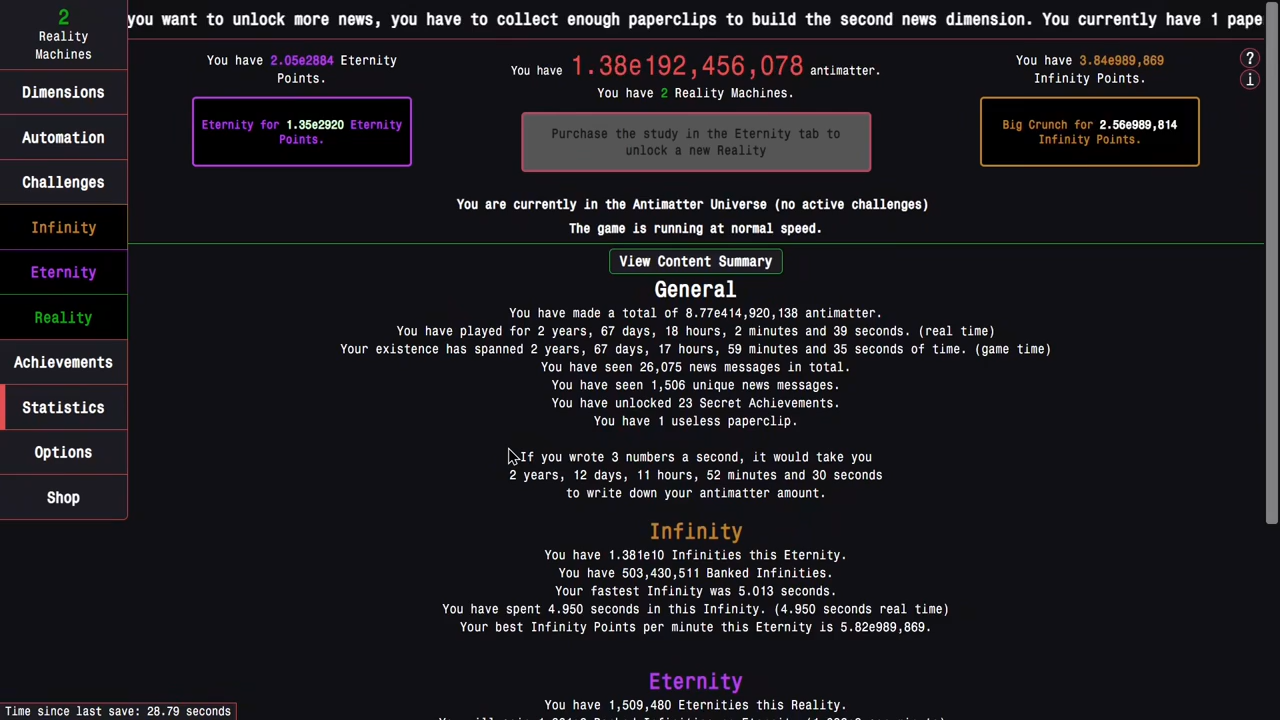 you want to unlock more news, you have to collect enough paperclips to build the second news dimension. You currently have 1 pape
2
Reality
Machines
Dimensions
Automation
Challenges
Infinity
Eternity
Reality
Achievements
Statistics
Options
Shop
You have 2.05e2884 Eternity
Points.
Eternity for 1.35e2920 Eternity
Points.
You have 1.38e192,456,078 antimatter.
You have 2 Reality Machines.
Purchase the study in the Eternity tab to
unlock a new Reality
You have 3.84e989,869
Infinity Points.
Big Crunch for 2.56e989,814
Infinity Points.
?
i
You are currently in the Antimatter Universe (no active challenges)
The game is running at normal speed.
View Content Summary
General
You have made a total of 8.77e414,920,138 antimatter.
You have played for 2 years, 67 days, 18 hours, 2 minutes and 39 seconds. (real time)
Your existence has spanned 2 years, 67 days, 17 hours, 59 minutes and 35 seconds of time. (game time)
You have seen 26,075 news messages in total.
You have seen 1,506 unique news messages.
You have unlocked 23 Secret Achievements.
You have 1 useless paperclip.
If you wrote 3 numbers a second, it would take you
2 years, 12 days, 11 hours, 52 minutes and 30 seconds
to write down your antimatter amount.
Infinity
You have 1.381e10 Infinities this Eternity.
You have 503,430,511 Banked Infinities.
Your fastest Infinity was 5.013 seconds.
You have spent 4.950 seconds in this Infinity. (4.950 seconds real time)
Your best Infinity Points per minute this Eternity is 5.82e989,869.
Eternity
You have 1,509,480 Eternities this Reality.
Time since last save: 28.79 seconds